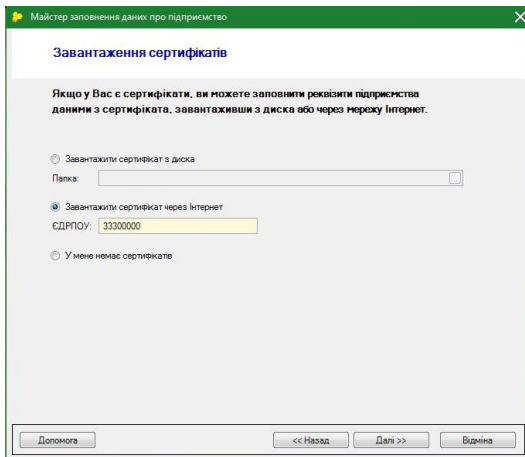 Майстер заповнення даних про підприємство
Завантаження сертифікатів
Якщо у Вас є сертифікати, ви можете заповнити реквізити підприємства
даними з сертифіката, завантаживши з диска або через мережу Інтернет.
Завантажити сертифікат з диска
Папка:
Завантажити сертифікат через Інтернет
ЄДРПОУ: 33300000
У мене немає сертифікатів
Допомога << Назад Далі >> Відміна